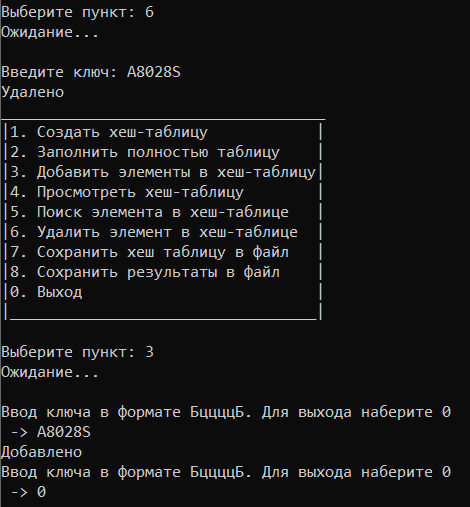 Выберите пункт: 6
Ожидание...
Введите ключ: A8028S
Удалено
|1. Создать хеш-таблицу |
|2. Заполнить полностью таблицу |
|3. Добавить элементы в хеш-таблицу|
|4. Просмотреть хеш-таблицу |
|5. Поиск элемента в хеш-таблице |
|6. Удалить элемент в хеш-таблице |
|7. Сохранить хеш таблицу в файл |
|8. Сохранить результаты в файл |
|0. Выход |
Выберите пункт: 3
Ожидание...
Ввод ключа в формате БццццБ. Для выхода наберите 0
-> A8028S
Добавлено
Ввод ключа в формате БццццБ. Для выхода наберите 0
-> 0